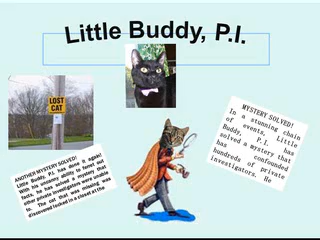 Little Buddy, P.I.
LOST
CAT
MYSTERY SOLVED!
In a stunning chain
of events, Little
Buddy, P.I. has
solved a mystery that
has confounded
hundreds of private
investigators. He
ANOTHER MYSTERY SOLVED!
Little Buddy, P.I. has done it again!
With his uncanny ability to ferret out
facts, he has solved a mystery that
other private investigators were unable
to. The cat that was missing was
discovered locked in a closet at the